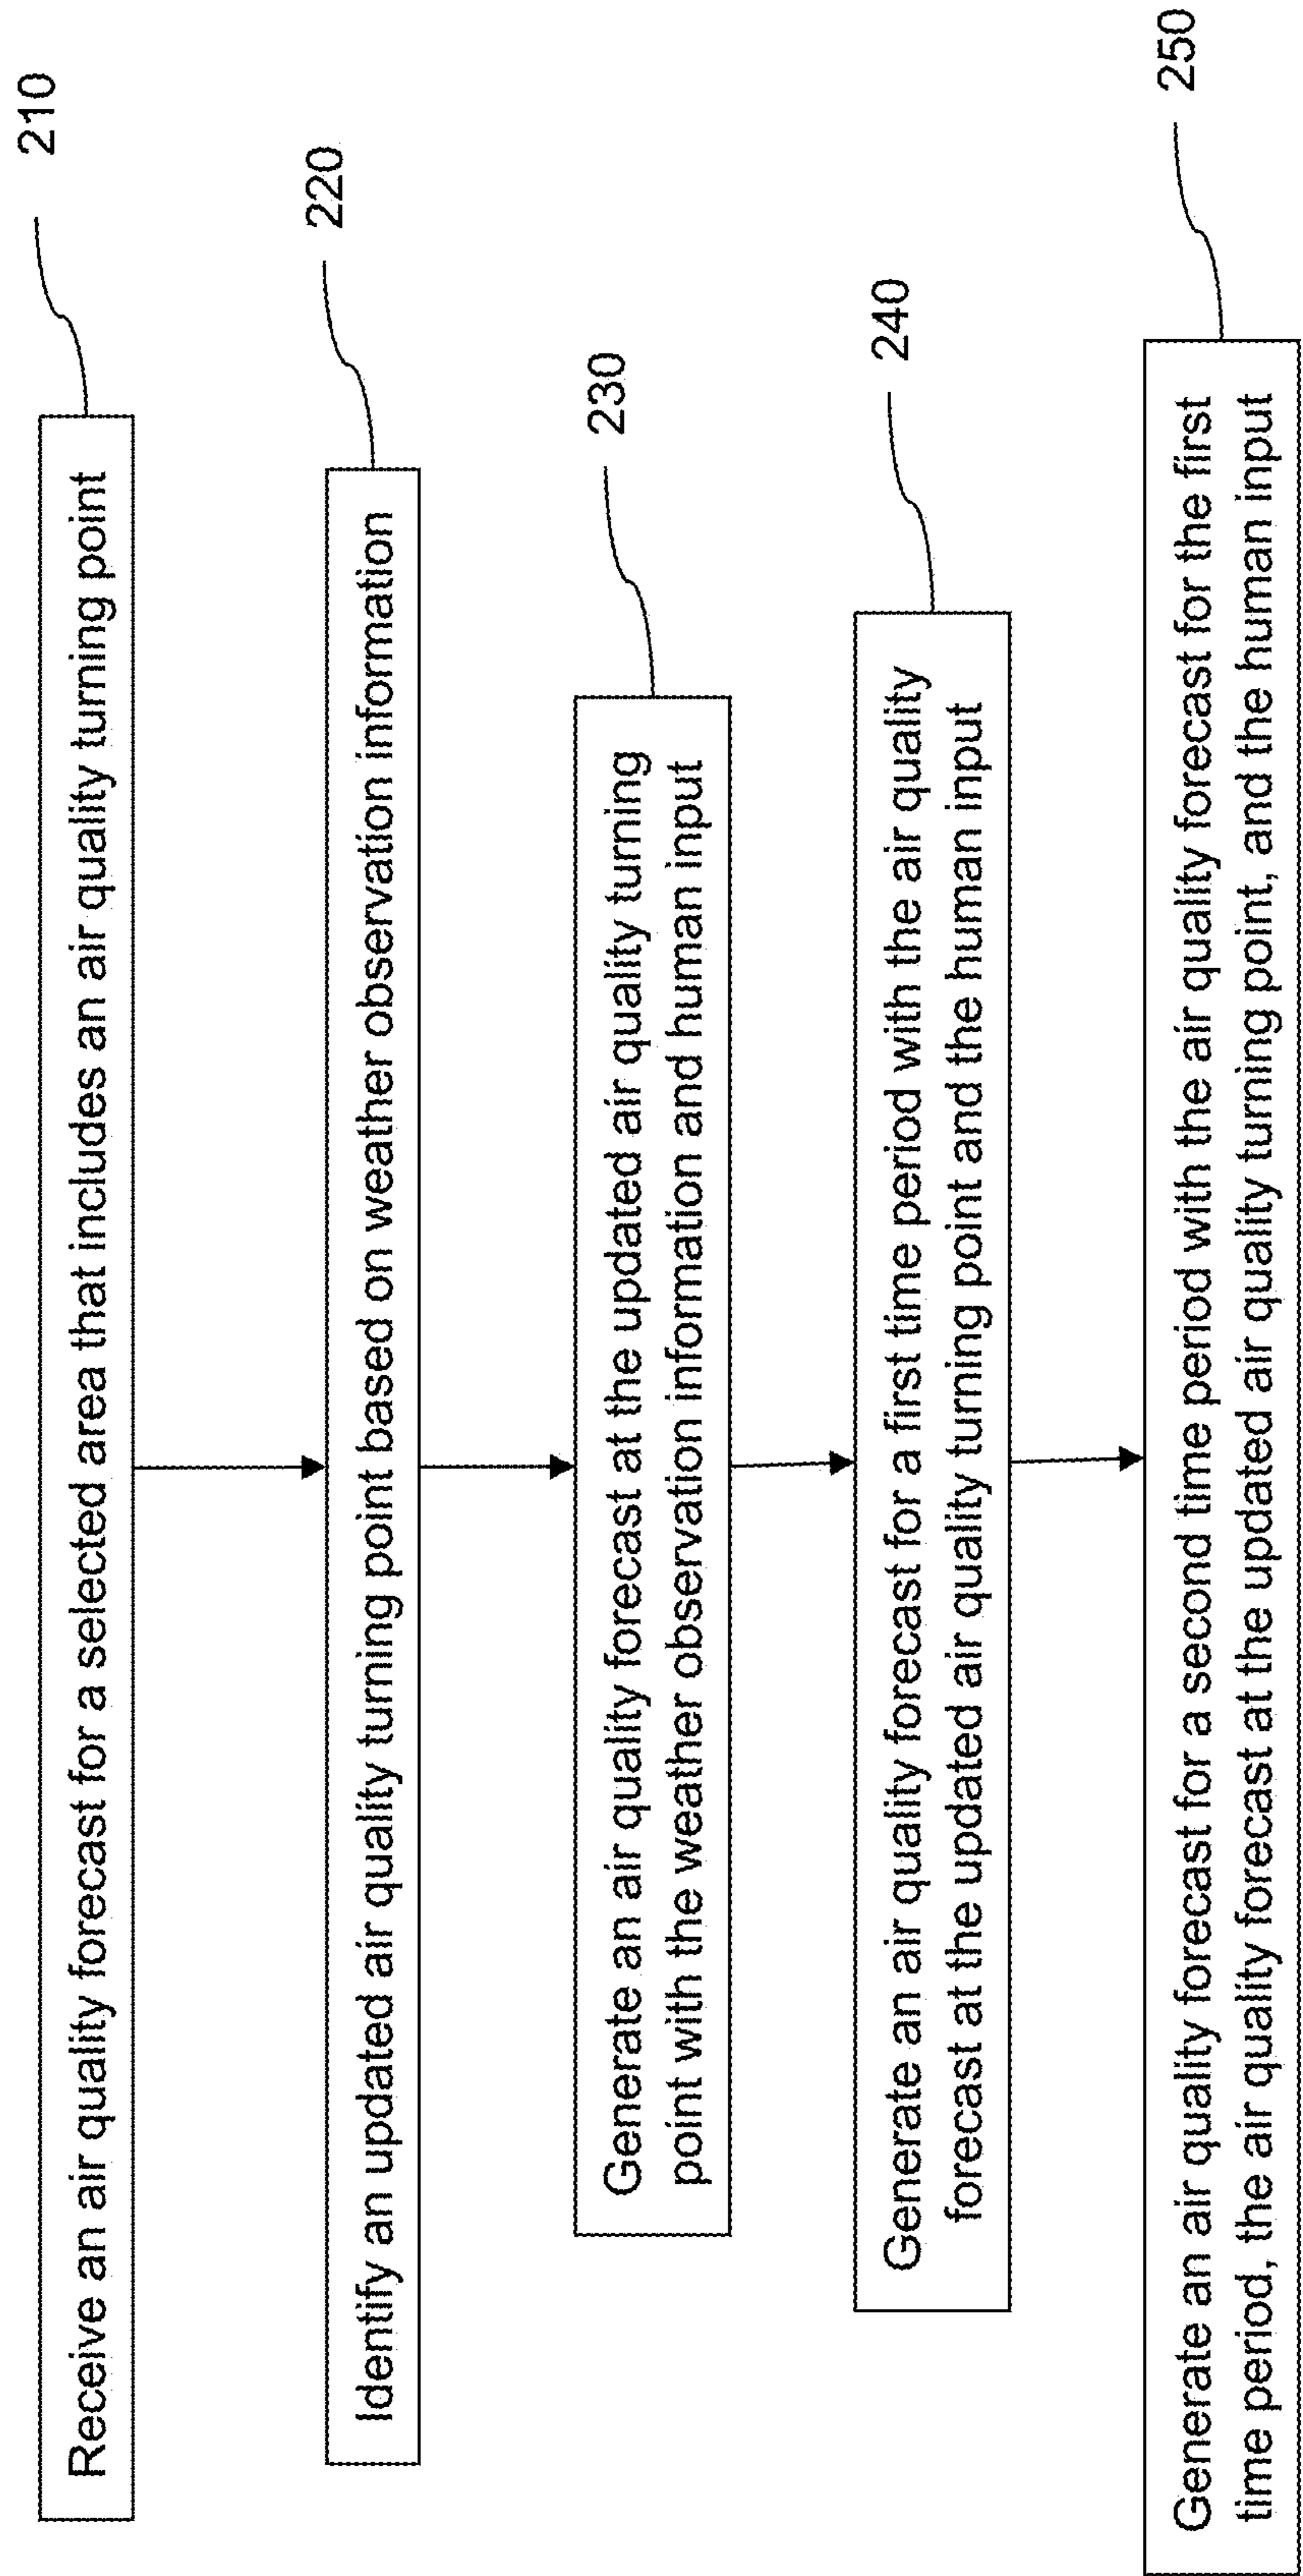 210
Receive an air quality forecast for a selected area that includes an air quality turning point
220
Identify an updated air quality turning point based on weather observation information
230
Generate an air quality forecast at the updated air quality turning
point with the weather observation information and human input
240
Generate an air quality forecast for a first time period with the air quality
forecast at the updated air quality turning point and the human input
250
Generate an air quality forecast for a second time period with the air quality forecast for the first
time period, the air quality forecast at the updated air quality turning point, and the human input